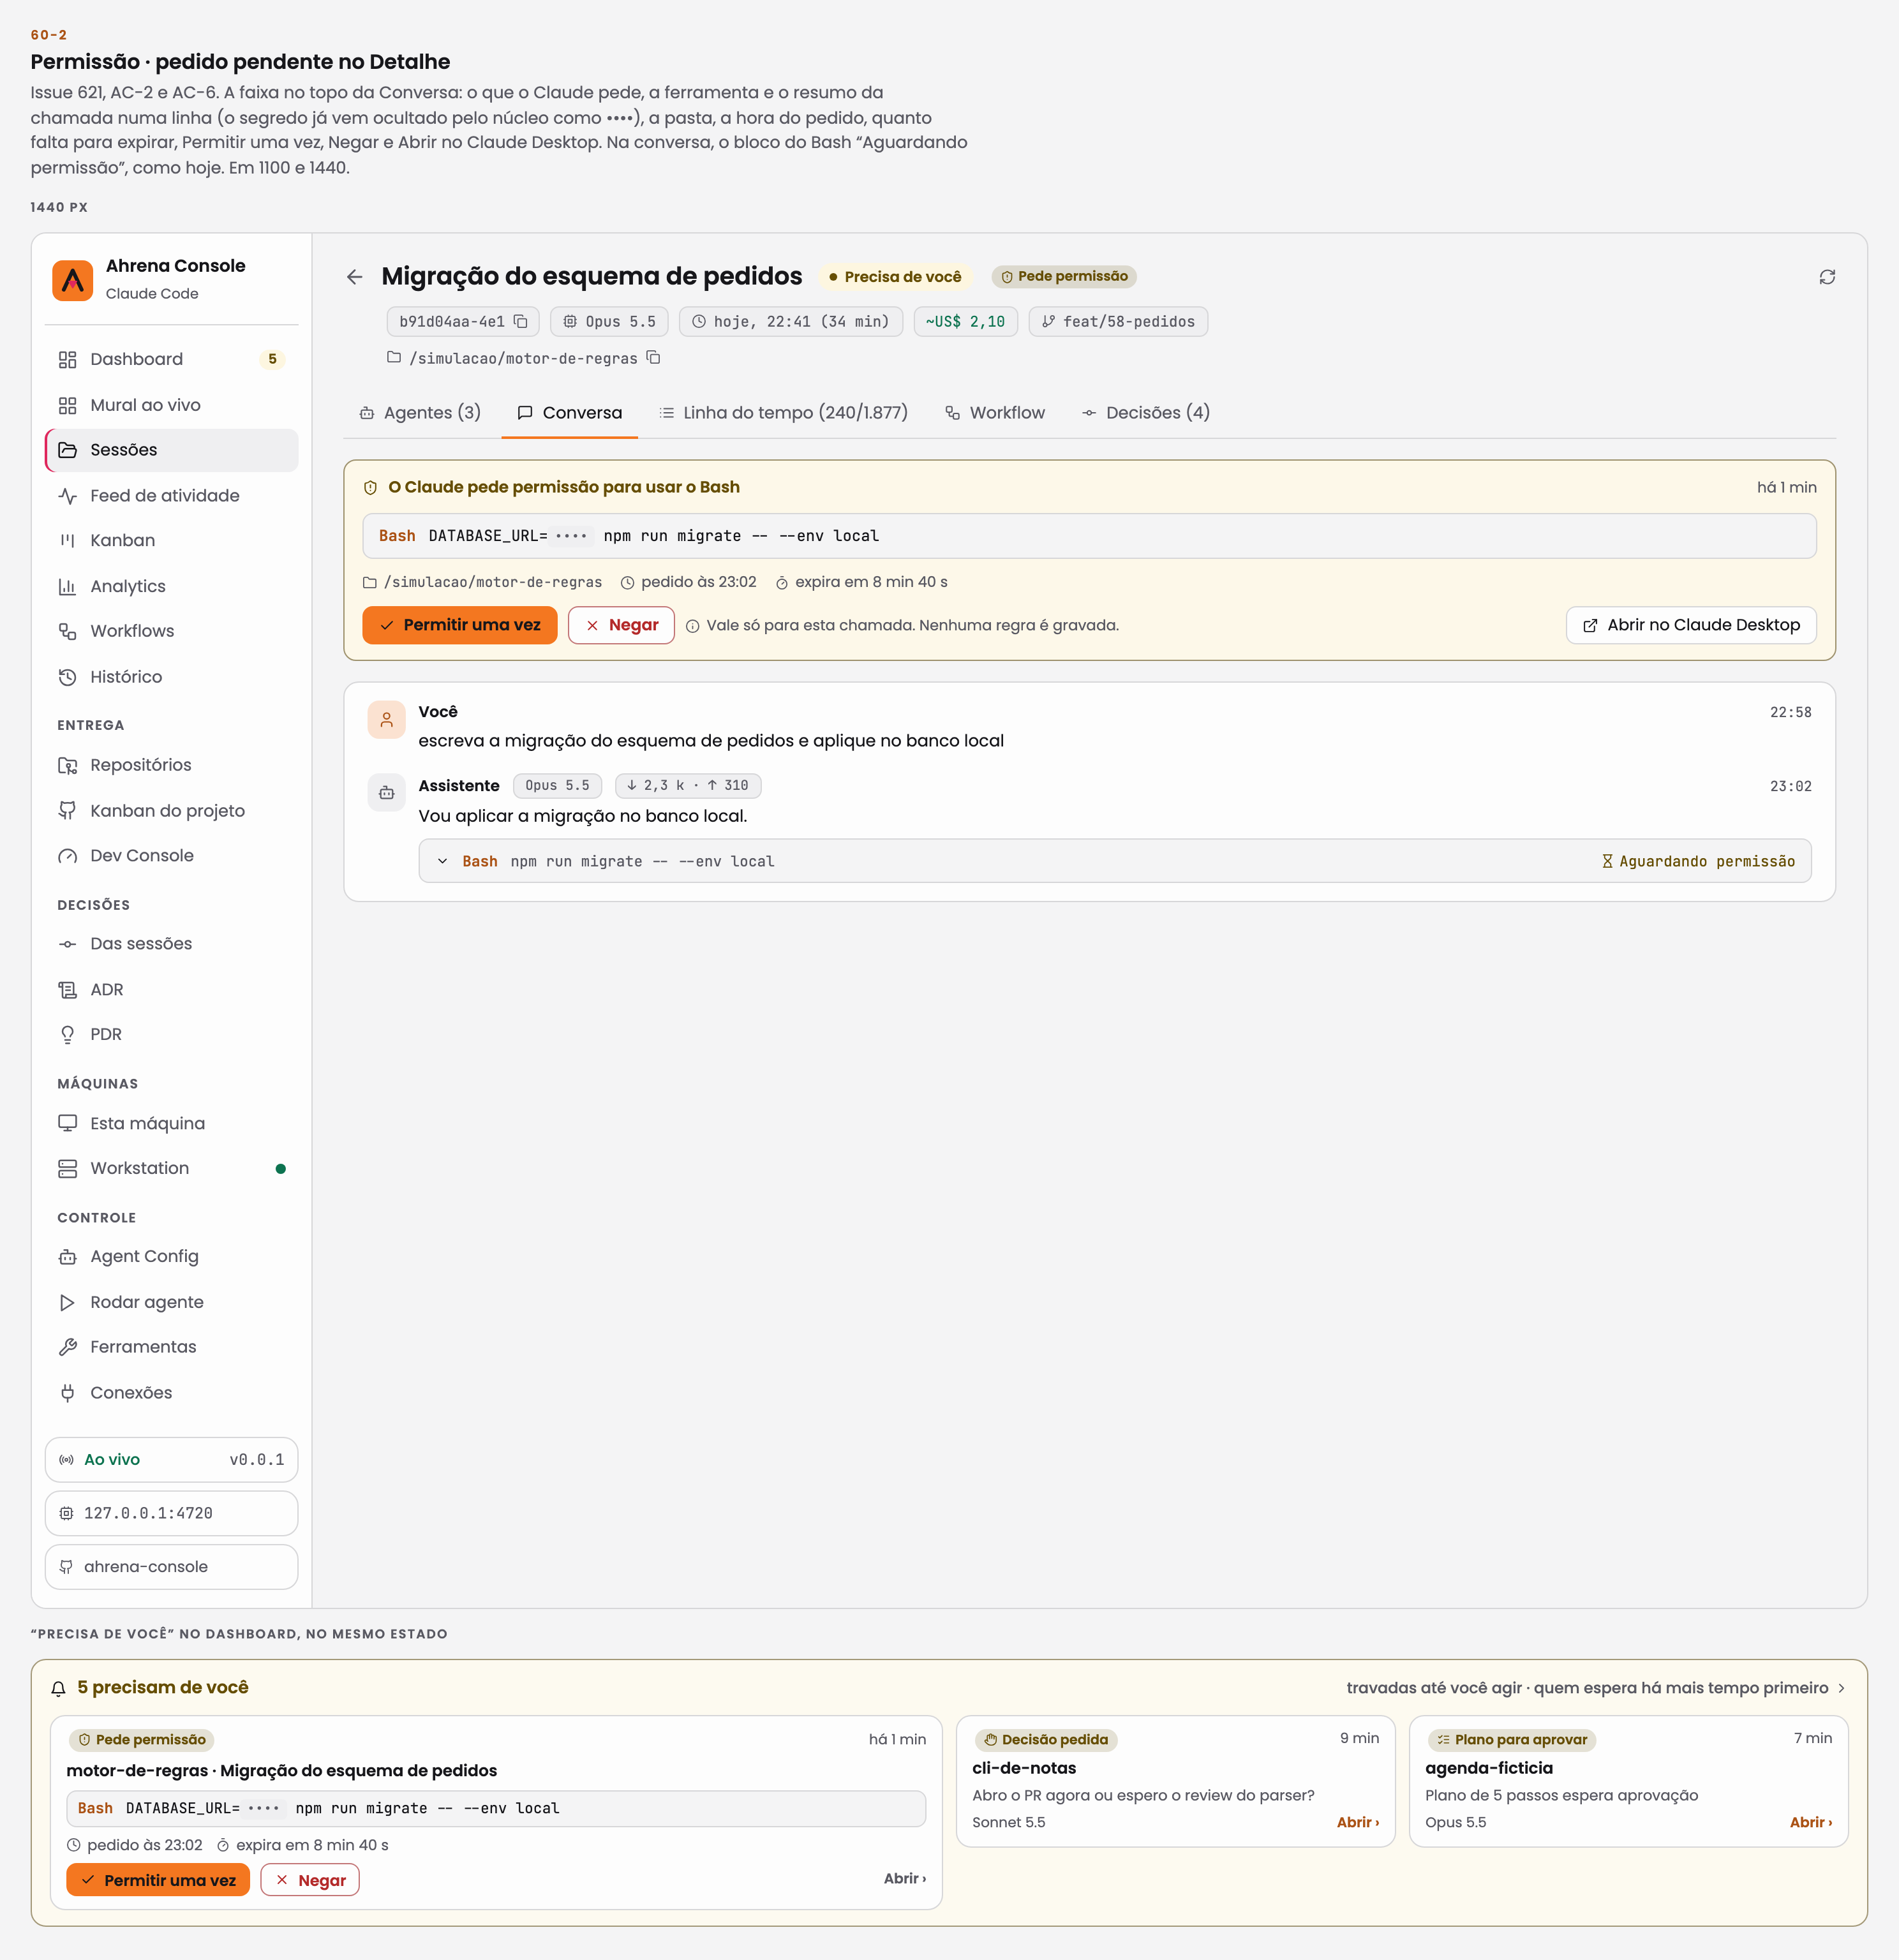 60-2
Permissão · pedido pendente no Detalhe
Issue 621, AC-2 e AC-6. A faixa no topo da Conversa: o que o Claude pede, a ferramenta e o resumo da
chamada numa linha (o segredo já vem ocultado pelo núcleo como ••••), a pasta, a hora do pedido, quanto
falta para expirar, Permitir uma vez, Negar e Abrir no Claude Desktop. Na conversa, o bloco do Bash “Aguardando
permissão”, como hoje. Em 1100 e 1440.
1440 PX
Ahrena Console
Claude Code
Dashboard 5
Mural ao vivo
Sessões
Feed de atividade
Kanban
Analytics
Workflows
Histórico
ENTREGA
Repositórios
Kanban do projeto
Dev Console
DECISÕES
Das sessões
ADR
PDR
MÁQUINAS
Esta máquina
Workstation
CONTROLE
Agent Config
Rodar agente
Ferramentas
Conexões
Ao vivo v0.0.1
127.0.0.1:4720
ahrena-console
Migração do esquema de pedidos Precisa de você Pede permissão
b91d04aa-4e1 Opus 5.5 hoje, 22:41 (34 min) ~US$ 2,10 feat/58-pedidos
/simulacao/motor-de-regras
Agentes (3) Conversa Linha do tempo (240/1.877) Workflow Decisões (4)
O Claude pede permissão para usar o Bash há 1 min
Bash DATABASE_URL= •••• npm run migrate -- --env local
/simulacao/motor-de-regras pedido às 23:02 expira em 8 min 40 s
Permitir uma vez Negar Vale só para esta chamada. Nenhuma regra é gravada. Abrir no Claude Desktop
Você 22:58
escreva a migração do esquema de pedidos e aplique no banco local
Assistente Opus 5.5 ↓ 2,3 k · ↑ 310 23:02
Vou aplicar a migração no banco local.
Bash npm run migrate -- --env local Aguardando permissão
“PRECISA DE VOCÊ” NO DASHBOARD, NO MESMO ESTADO
5 precisam de você travadas até você agir · quem espera há mais tempo primeiro ›
Pede permissão há 1 min
motor-de-regras · Migração do esquema de pedidos
Bash DATABASE_URL= •••• npm run migrate -- --env local
pedido às 23:02 expira em 8 min 40 s
Permitir uma vez Negar Abrir ›
Decisão pedida 9 min
cli-de-notas
Abro o PR agora ou espero o review do parser?
Sonnet 5.5 Abrir ›
Plano para aprovar 7 min
agenda-ficticia
Plano de 5 passos espera aprovação
Opus 5.5 Abrir ›